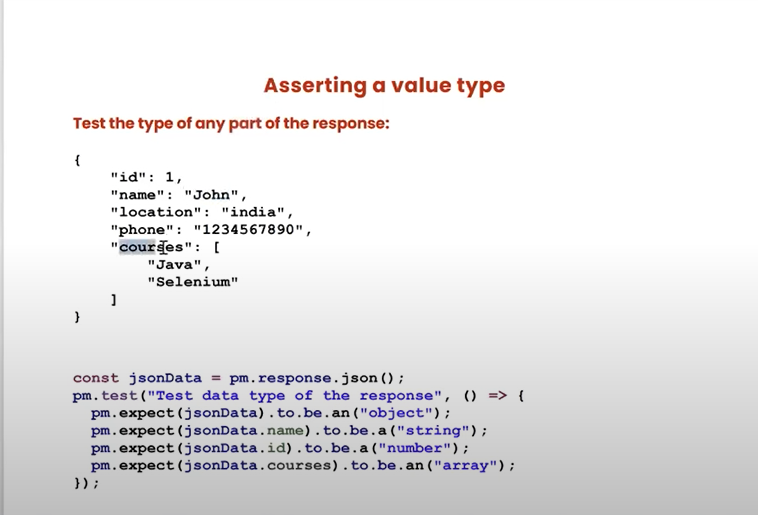 Asserting a value type
Test the type of any part of the response:
{
"id": 1,
"name": "John",
"location": "india",
"phone": "1234567890",
"courses": [
"Java",
"Selenium"
]
}
const jsonData = pm.response.json();
pm.test("Test data type of the response", () => {
pm.expect(jsonData).to.be.an("object");
pm.expect(jsonData.name).to.be.a("string");
pm.expect(jsonData.id).to.be.a("number");
pm.expect(jsonData.courses).to.be.an("array");
});